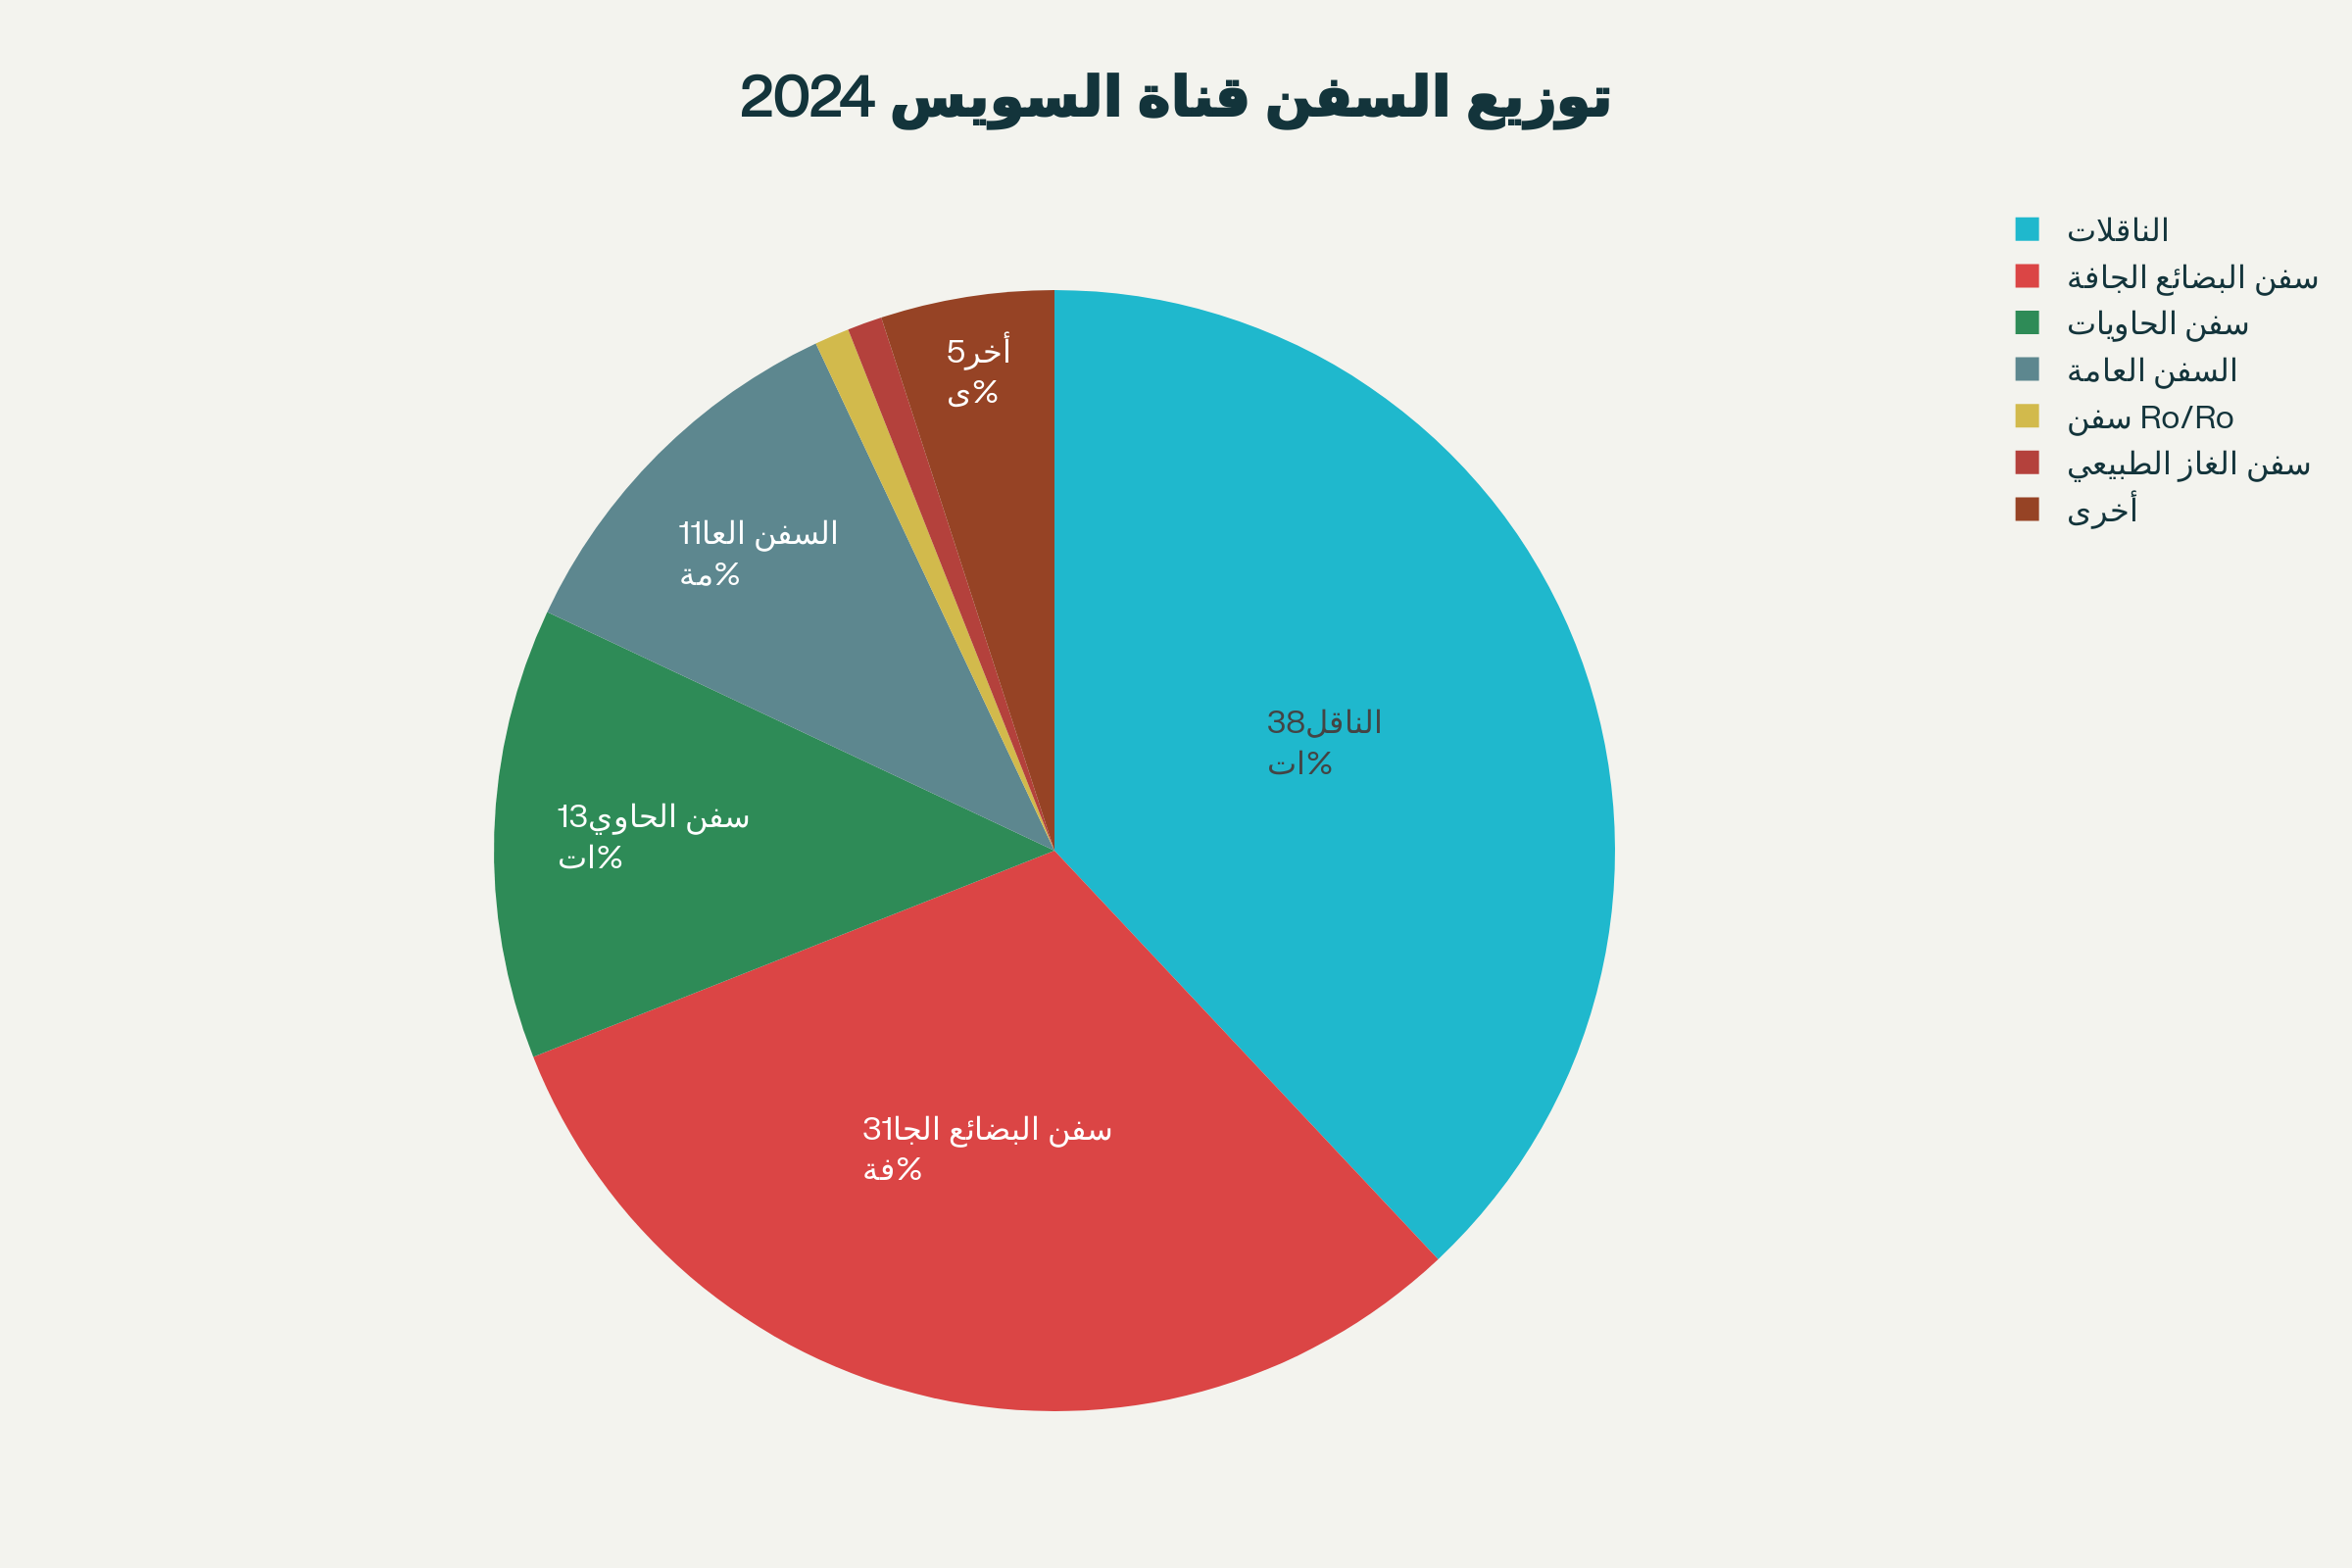 توزيع السفن قناة السويس 2024
الناقلات
سفن البضائع الجافة
سفن الحاويات
السفن العامة
سفن Ro/Ro
سفن الغاز الطبيعي
أخرى
أخر5
ى%
السفن العا11
مة%
الناقل38
ات%
سفن الحاوي13
ات%
سفن البضائع الجا31
فة%